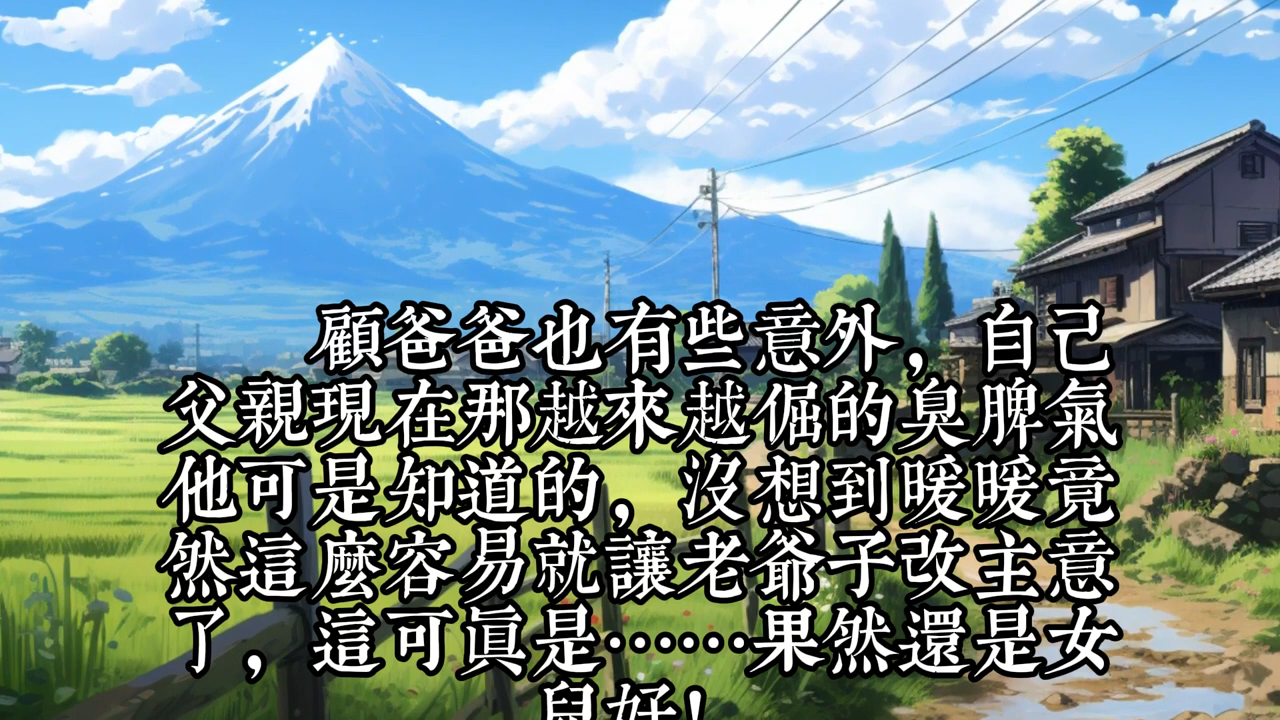 顧爸爸也有些意外，自己
父親現在那越來越倔的臭脾氣
他可是知道的，沒想到暖暖竟
然這麼容易就讓老爺子改主意
了，這可眞是……果然還是女
兒好！